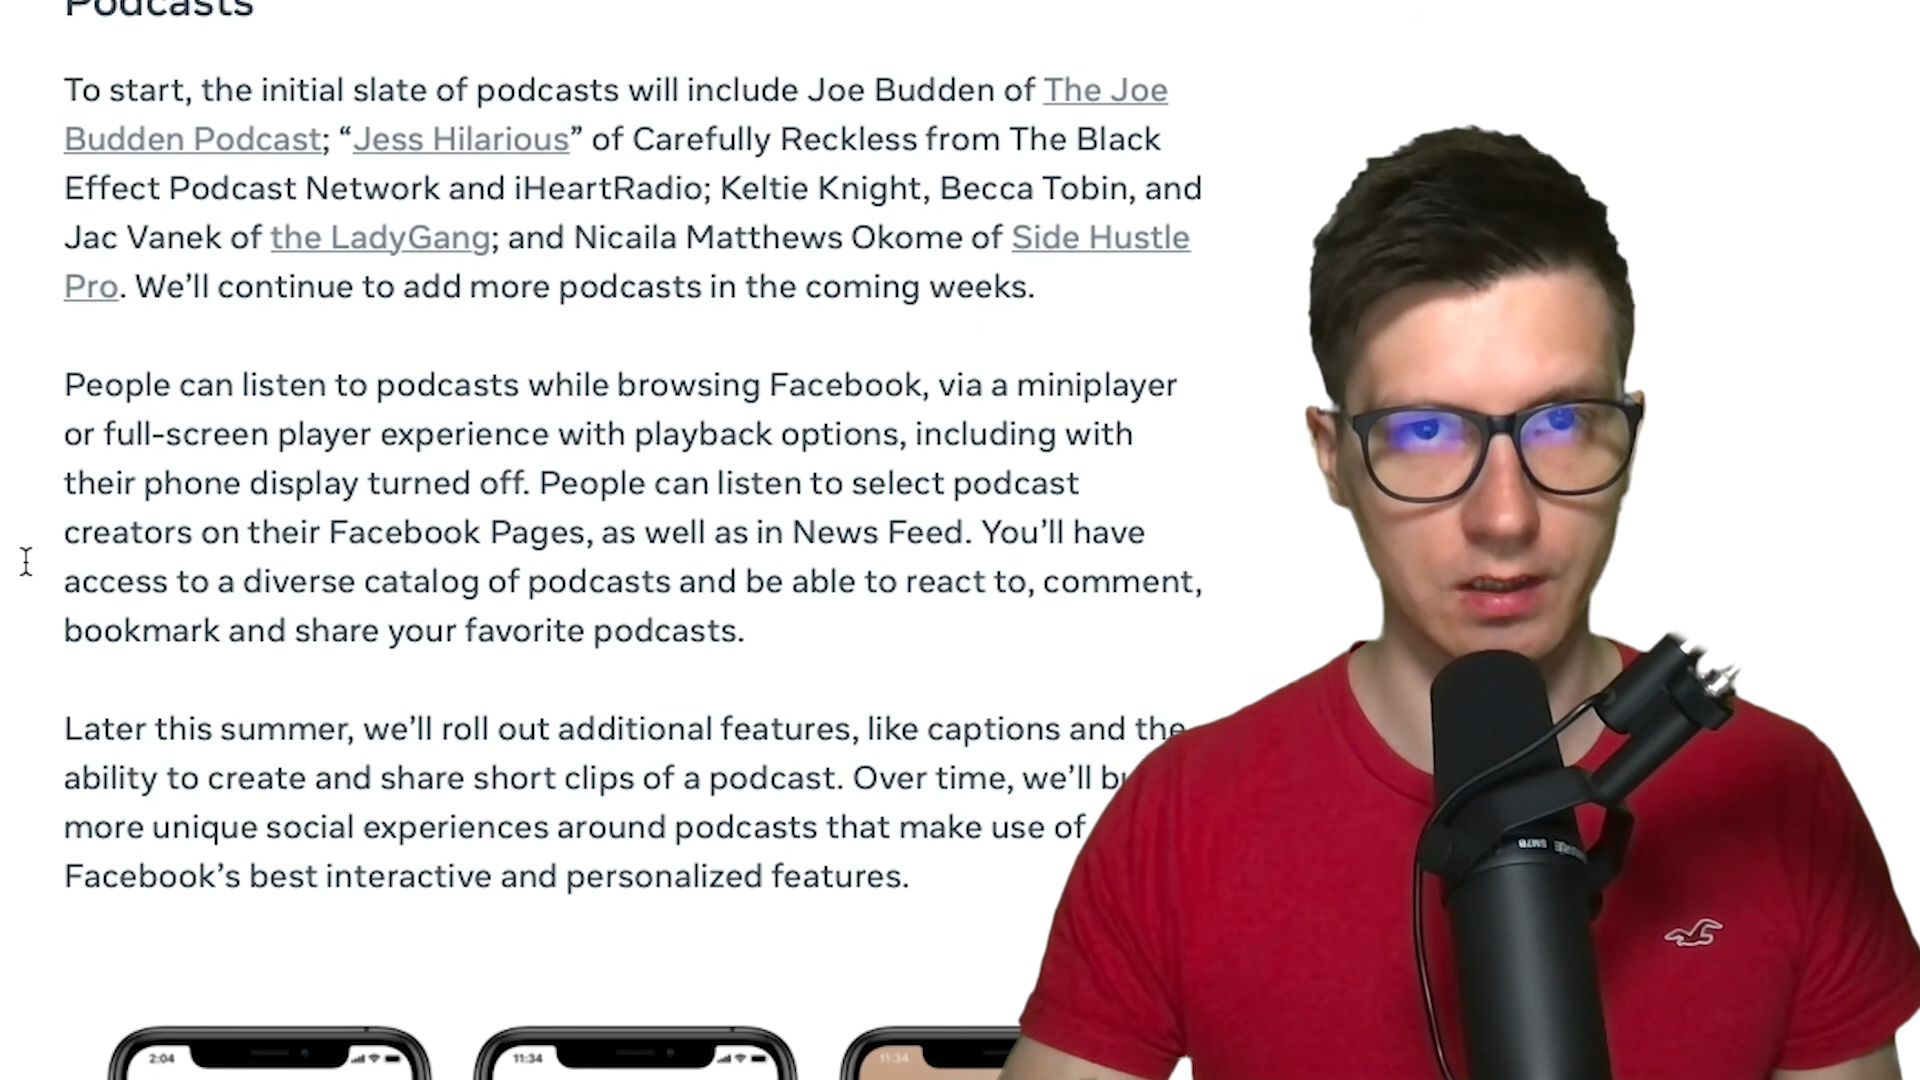 Podcasts
To start, the initial slate of podcasts will include Joe Budden of The Joe
Budden Podcast; “Jess Hilarious” of Carefully Reckless from The Black
Effect Podcast Network and iHeartRadio; Keltie Knight, Becca Tobin, and
Jac Vanek of the LadyGang; and Nicaila Matthews Okome of Side Hustle
Pro. We’ll continue to add more podcasts in the coming weeks.
People can listen to podcasts while browsing Facebook, via a miniplayer
or full-screen player experience with playback options, including with
their phone display turned off. People can listen to select podcast
creators on their Facebook Pages, as well as in News Feed. You’ll have
access to a diverse catalog of podcasts and be able to react to, comment,
bookmark and share your favorite podcasts.
Later this summer, we’ll roll out additional features, like captions and the
ability to create and share short clips of a podcast. Over time, we’ll
more unique social experiences around podcasts that make use of
Facebook’s best interactive and personalized features.
2:04
11:34
11:34
SM7B